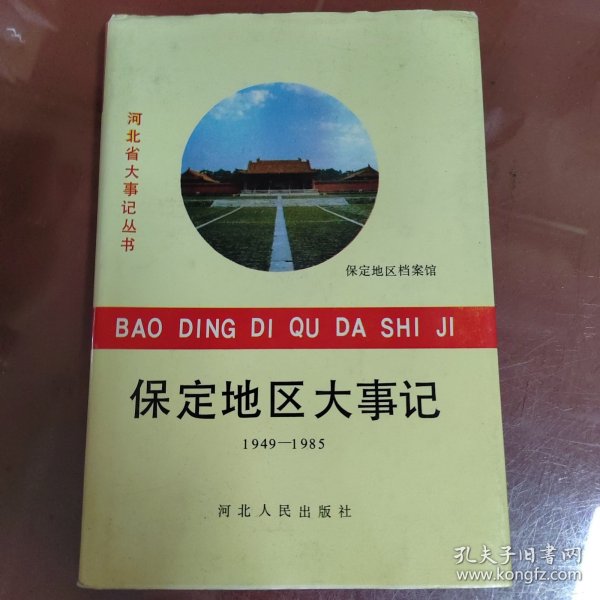 河北省大事记丛书
保定地区档案馆
BAO DING DI QU DA SHI JI
保定地区大事记
1949—1985
河北人民出版社
孔夫子旧书网
www.kongfz.com